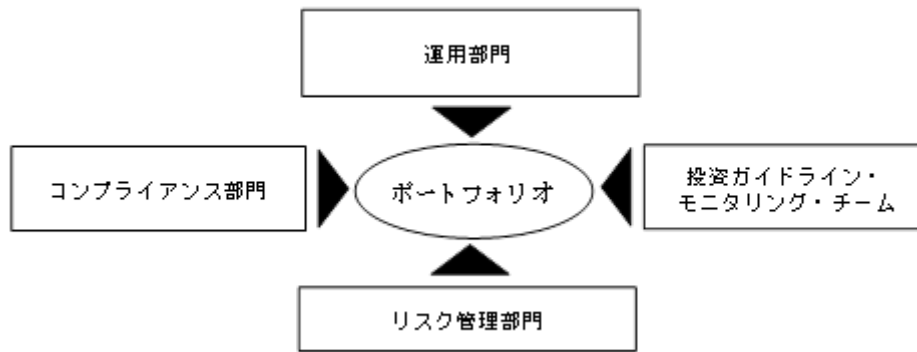 運用部門
コンプライアンス部門
ポートフォリオ
投資ガイドライン・
モニタリング・チーム
リスク管理部門